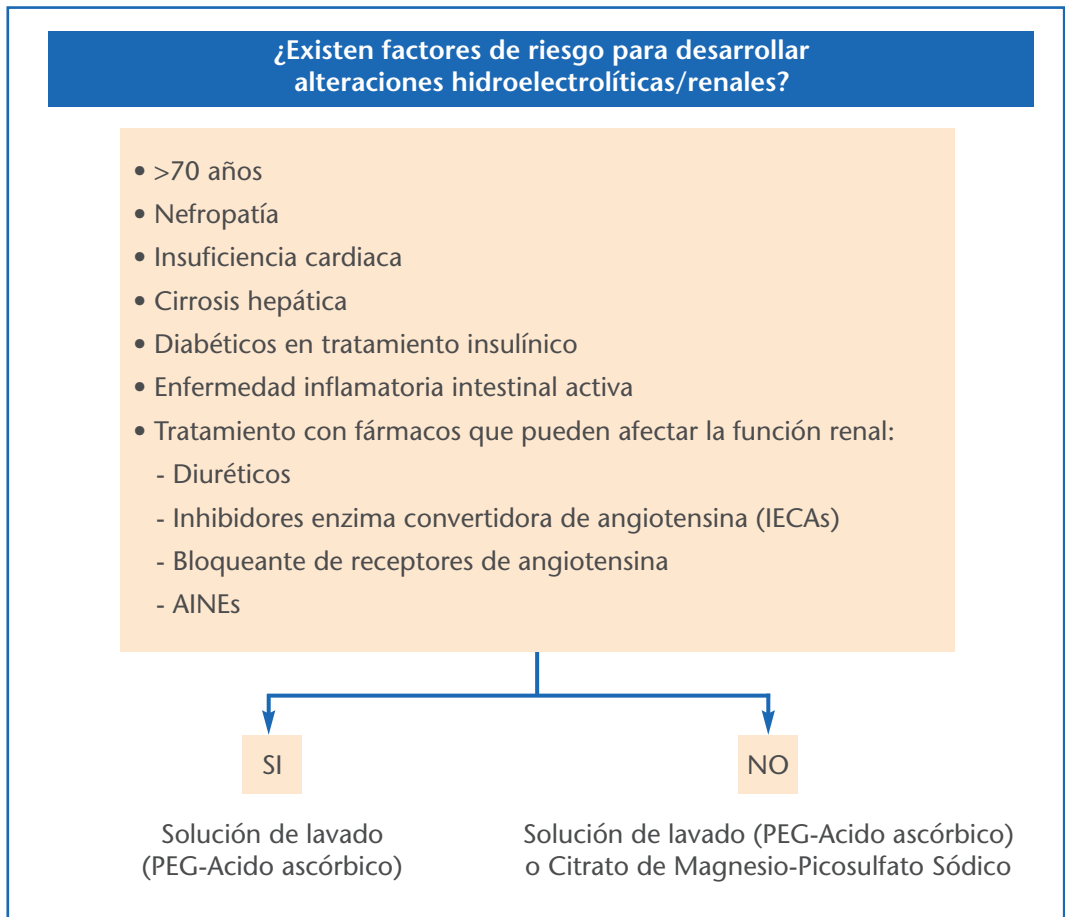 ¿Existen factores de riesgo para desarrollar
alteraciones hidroelectrolíticas/renales?
• >70 años
• Nefropatía
• Insuficiencia cardiaca
• Cirrosis hepática
• Diabéticos en tratamiento insulínico
• Enfermedad inflamatoria intestinal activa
• Tratamiento con fármacos que pueden afectar la función renal:
- Diuréticos
- Inhibidores enzima convertidora de angiotensina (IECAs)
- Bloqueante de receptores de angiotensina
- AINEs
SI
NO
Solución de lavado
(PEG-Acido ascórbico)
Solución de lavado (PEG-Acido ascórbico)
o Citrato de Magnesio-Picosulfato Sódico